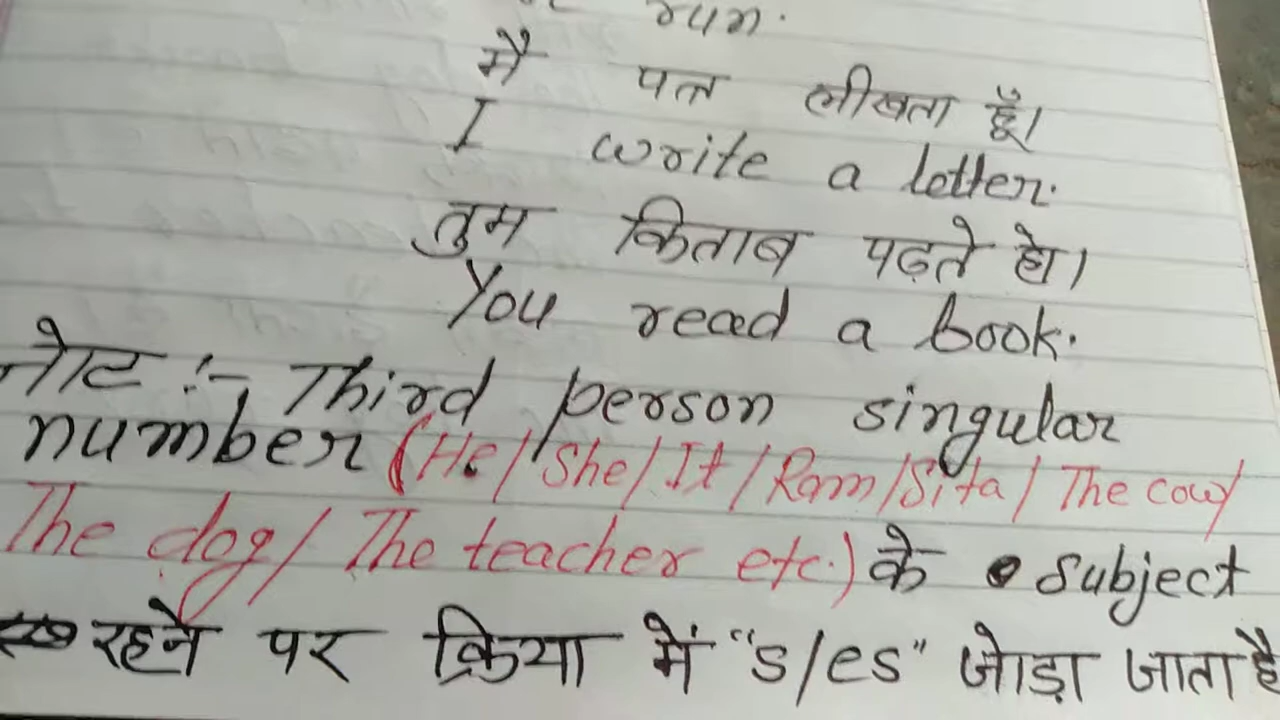 run.
मै पत्र लीखता हूँ।
I write a letter.
तुम किताब पढ़ते हो।
You read a book.
नोट :- Third person singular
number (He/She/It/Ram/Sita/The cow/
The dog/The teacher etc.) के subject
रहने पर क्रिया में "s/es" जोड़ा जाता है